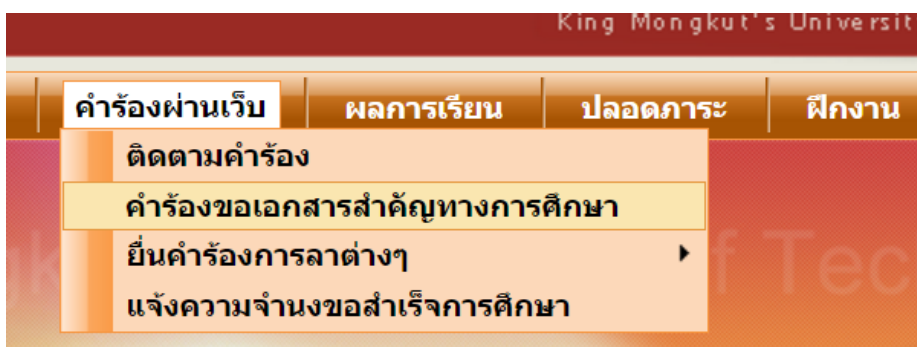 King Mongkut's Universit
คำร้องผ่านเว็บ ผลการเรียน ปลอดภาระ ฝึกงาน
ติดตามคำร้อง
คำร้องขอเอกสารสำคัญทางการศึกษา
ยื่นคำร้องการลาต่างๆ
f Tec
แจ้งความจำนงขอสำเร็จการศึกษา